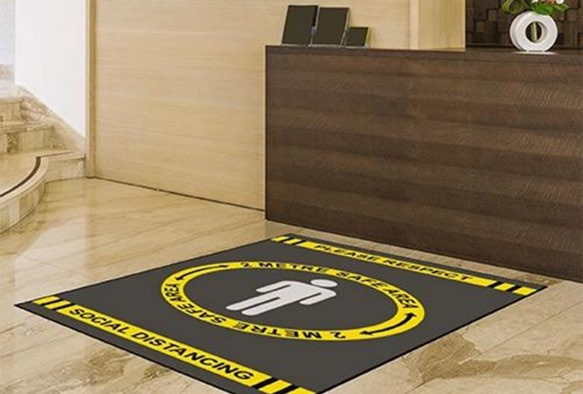 PLEASE RESPECT
2 METRE SAFE AREA
2 METRE SAFE AREA
SOCIAL DISTANCING